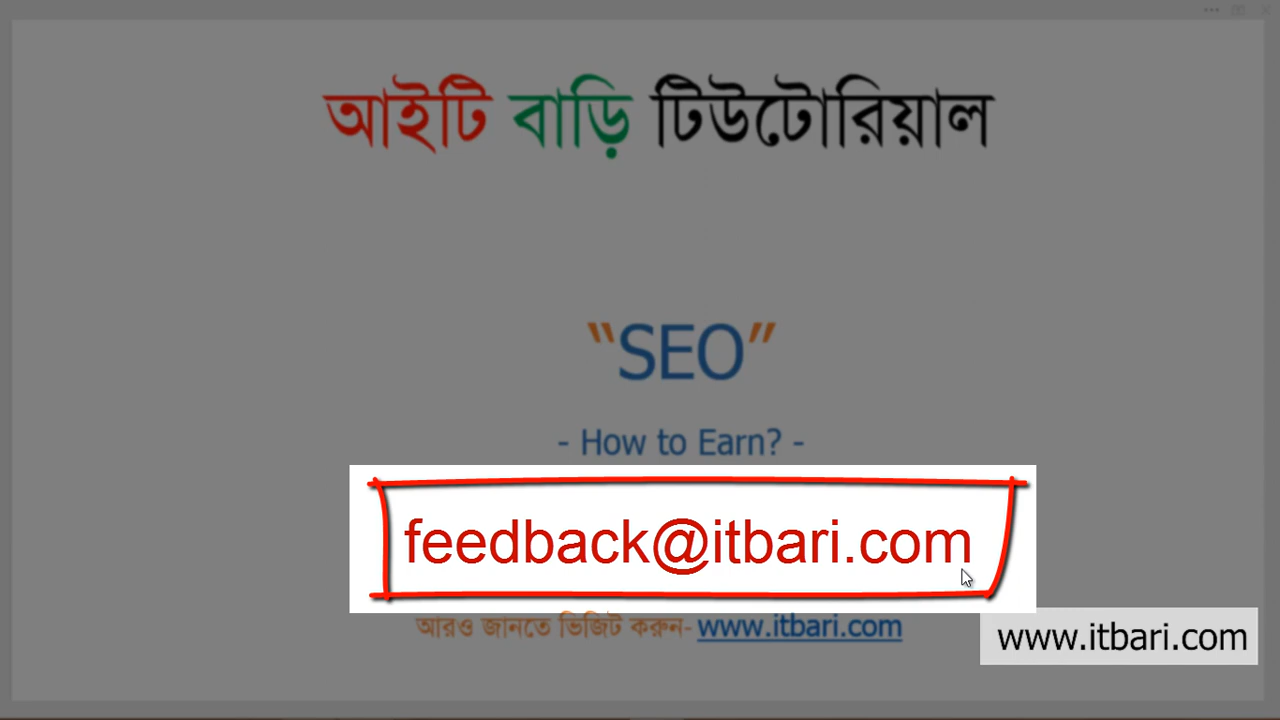 আইটি বাড়ি টিউটোরিয়াল
“SEO”
- How to Earn? -
feedback@itbari.com
আরও জানতে ভিজিট করুন- www.itbari.com
www.itbari.com